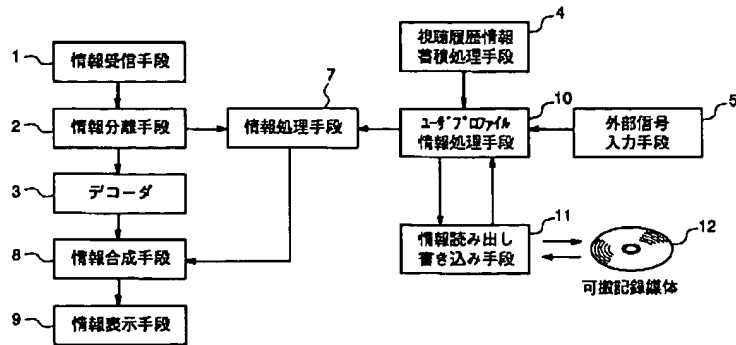 1
情報受信手段
2
情報分離手段
3
デコーダ
8
情報合成手段
9
情報表示手段
7
情報処理手段
4
視聴履歴情報
蓄積処理手段
10
ユーザプロファイル
情報処理手段
5
外部信号
入力手段
11
情報読み出し
書き込み手段
12
可搬記録媒体